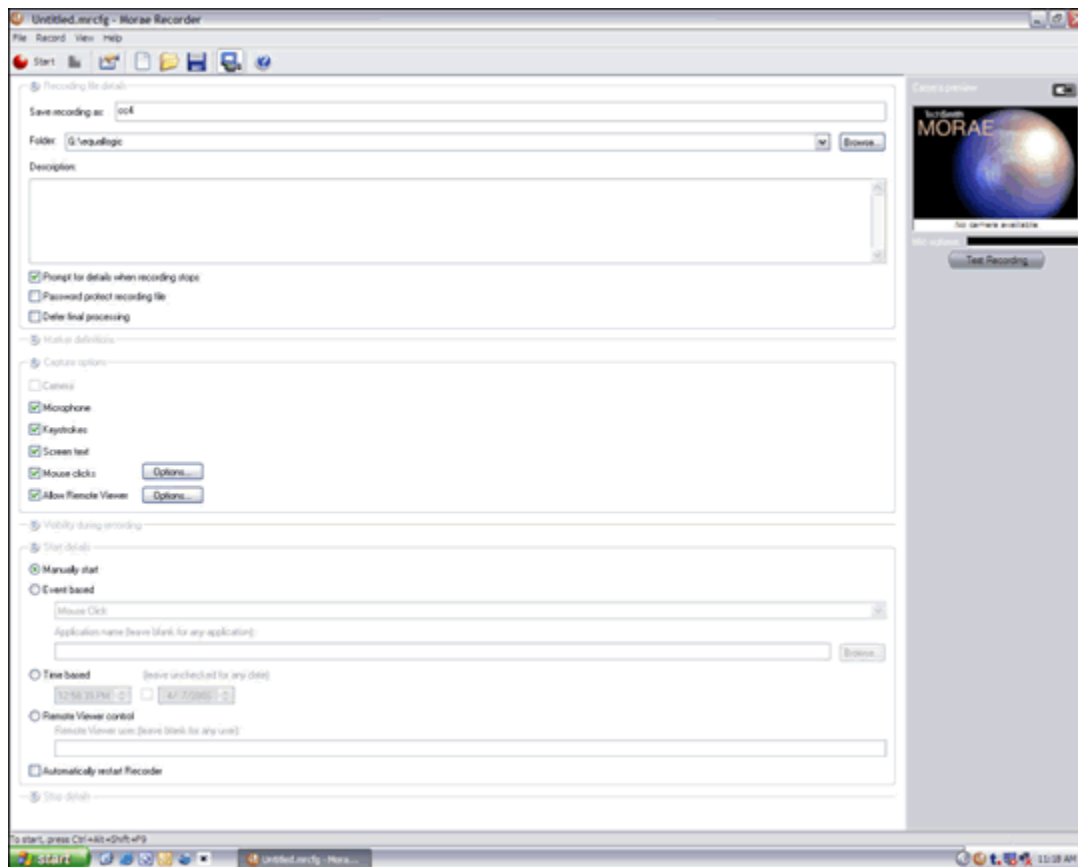 Untitled.mrcfg - Morae Recorder
File Record View Help
Start
Recording file details
Save recording as:
Folder: G:\equallogic
Browse...
Description:
Prompt for details when recording stops
Password protect recording file
Defer final processing
Marker definitions
Capture options
Camera
Microphone
Keystrokes
Screen text
Mouse clicks Options...
Allow Remote Viewer Options...
Visibility during recording
Start details
Manually start
Event based
Mouse Click
Application name (leave blank for any application):
Browse...
Time based (leave unchecked for any date)
Remote Viewer control
Remote Viewer user (leave blank for any user):
Automatically restart Recorder
Stop details
Camera preview
TechSmith
MORAE
No camera available
Test Recording
To start, press Ctrl+Alt+Shift+F9
start
Untitled.mrcfg - Mora...
11:18 AM